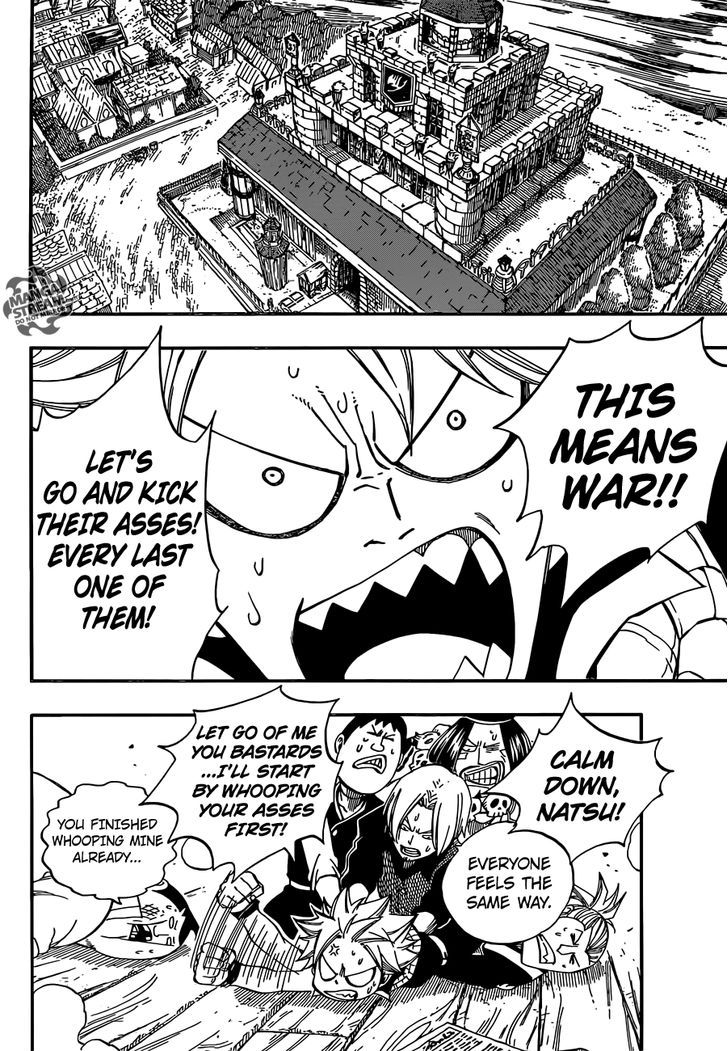 MANGA
STREAM
THIS
MEANS
WAR!!
LET'S
GO AND KICK
THEIR ASSES!
EVERY LAST
ONE OF
THEM!
CALM
DOWN,
NATSU!
EVERYONE
FEELS THE
SAME WAY.
LET GO OF ME
YOU BASTARDS
...I'LL START
BY WHOOPING
YOUR ASSES
FIRST!
YOU FINISHED
WHOOPING MINE
ALREADY...